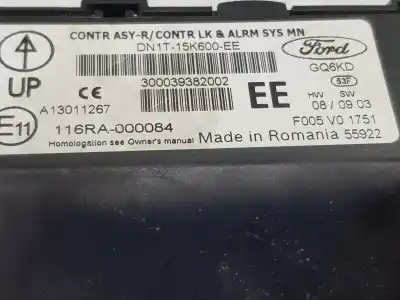 CONTR ASY-R/CONTR LK & ALRM SYS MN
DN1T-15K600-EE
Ford
GQ6KD
53F
UP
CE
300039382002
EE
HW SW
08 / 09.03
A13011267
E11
116RA-000084
F005 V0 1751
Made in Romania 55922
Homologation see Owner's manual